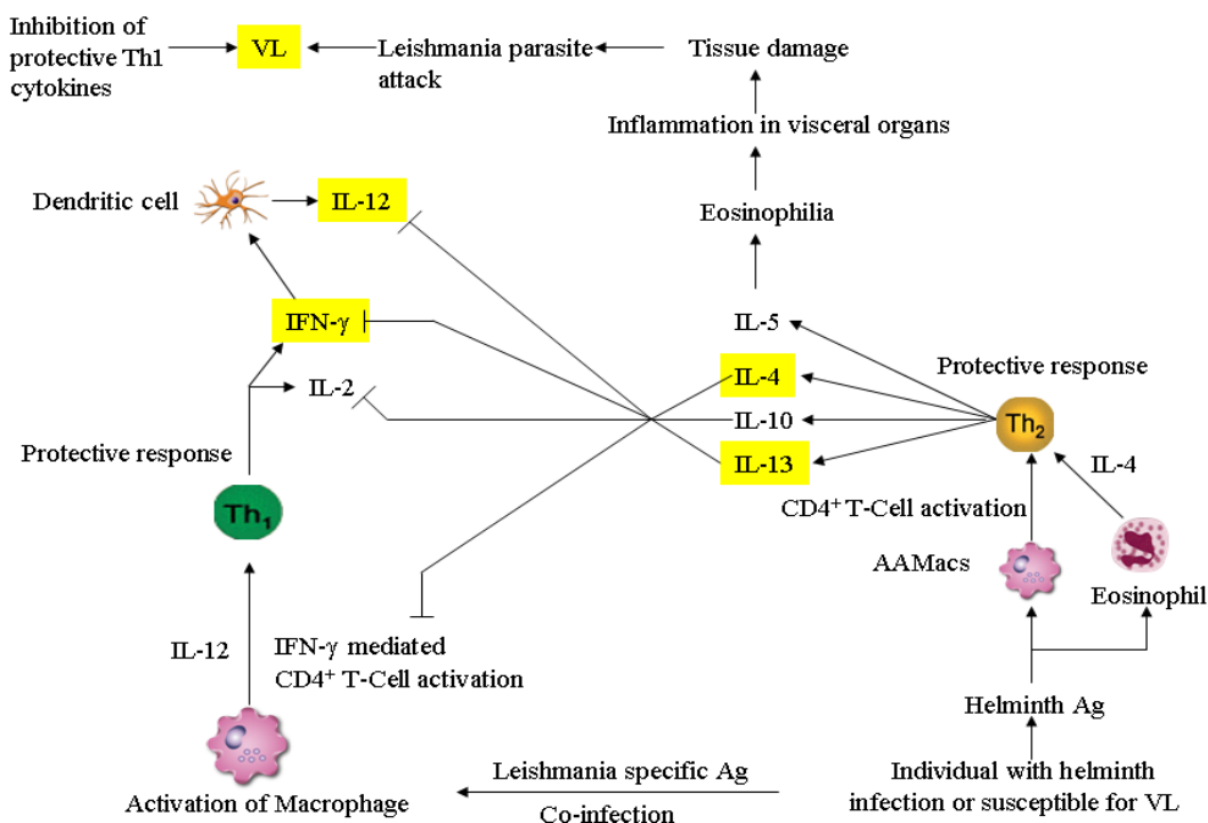 Inhibition of
protective Th1
cytokines
VL
Leishmania parasite
attack
Tissue damage
Inflammation in visceral organs
Dendritic cell
IL-12
Eosinophilia
IFN-γ
IL-5
IL-2
IL-4
Protective response
IL-10
Th₂
Protective response
IL-13
IL-4
CD4⁺ T-Cell activation
Th₁
AAMacs
Eosinophil
IL-12
IFN-γ mediated
CD4⁺ T-Cell activation
Helminth Ag
Leishmania specific Ag
Individual with helminth
infection or susceptible for VL
Activation of Macrophage
Co-infection